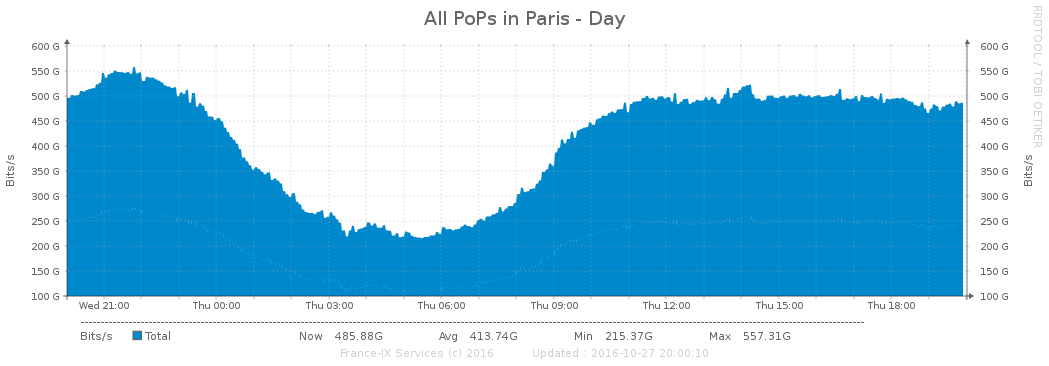 All PoPs in Paris - Day
RRDTOOL / TOBI OETIKER
Bits/s
600 G 600 G
550 G 550 G
500 G 500 G
450 G 450 G
400 G 400 G
350 G 350 G
300 G 300 G
250 G 250 G
200 G 200 G
150 G 150 G
100 G 100 G
Bits/s
Wed 21:00 Thu 00:00 Thu 03:00 Thu 06:00 Thu 09:00 Thu 12:00 Thu 15:00 Thu 18:00
Bits/s Total Now 485.88G Avg 413.74G Min 215.37G Max 557.31G
France-IX Services (c) 2016 Updated : 2016-10-27 20:00:10